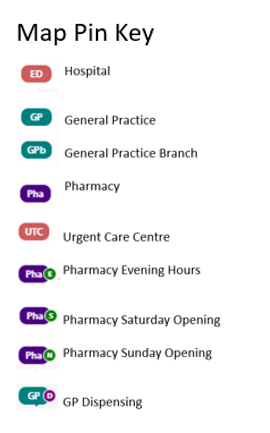 Map Pin Key
ED Hospital
GP General Practice
GPb General Practice Branch
Pha Pharmacy
UTC Urgent Care Centre
Pha E Pharmacy Evening Hours
Pha S Pharmacy Saturday Opening
Pha N Pharmacy Sunday Opening
GP D GP Dispensing